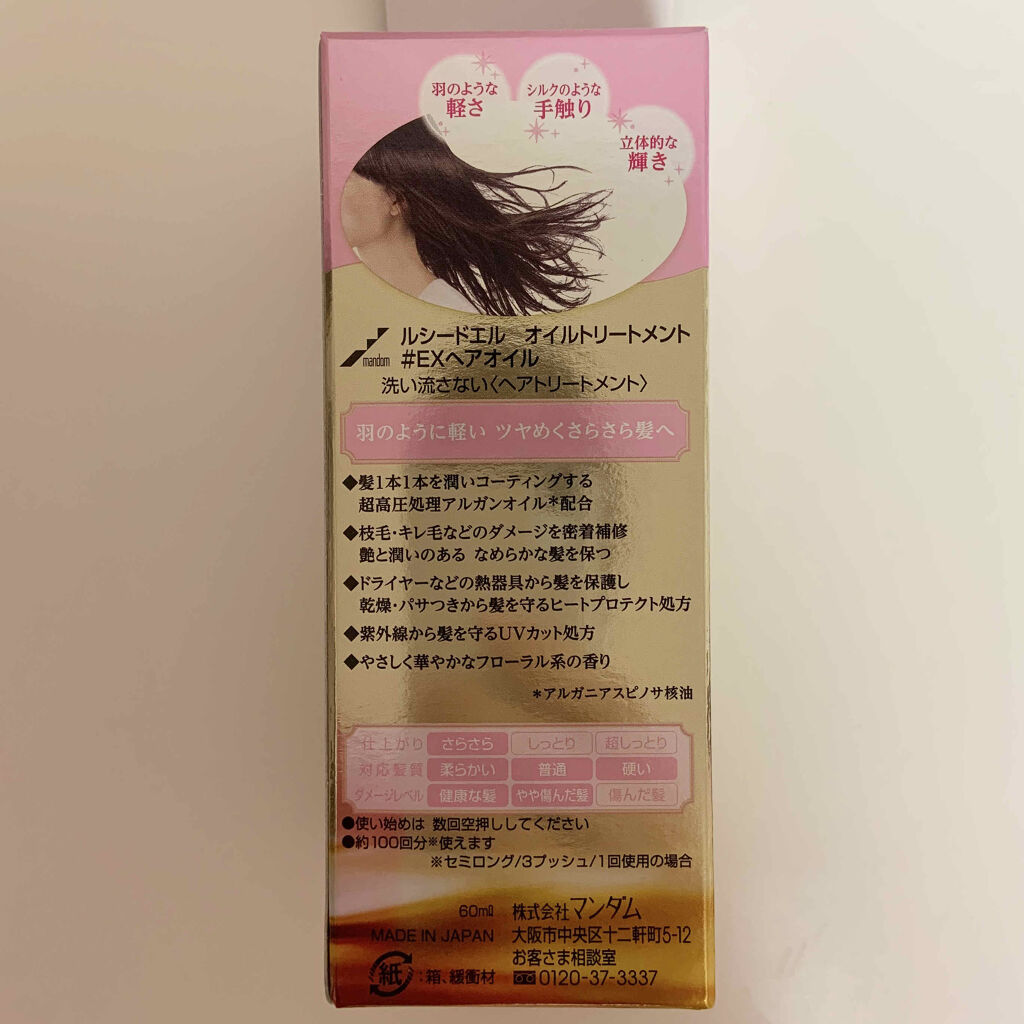 羽のような
軽さ
シルクのような
手触り
立体的な
輝き
mandom
ルシードエル オイルトリートメント
#EXヘアオイル
洗い流さない〈ヘアトリートメント〉
羽のように軽い ツヤめくさらさら髪へ
◆髪1本1本を潤いコーティングする
超高圧処理アルガンオイル*配合
◆枝毛・キレ毛などのダメージを密着補修
艶と潤いのある なめらかな髪を保つ
◆ドライヤーなどの熱器具から髪を保護し
乾燥・パサつきから髪を守るヒートプロテクト処方
◆紫外線から髪を守るUVカット処方
◆やさしく華やかなフローラル系の香り
*アルガニアスピノサ核油
仕上がり さらさら しっとり 超しっとり
対応髪質 柔らかい 普通 硬い
ダメージレベル 健康な髪 やや傷んだ髪 傷んだ髪
●使い始めは 数回空押ししてください
●約100回分※使えます
※セミロング/3プッシュ/1回使用の場合
60mℓ 株式会社マンダム
MADE IN JAPAN 大阪市中央区十二軒町5-12
お客さま相談室
紙:箱、緩衝材 0120-37-3337